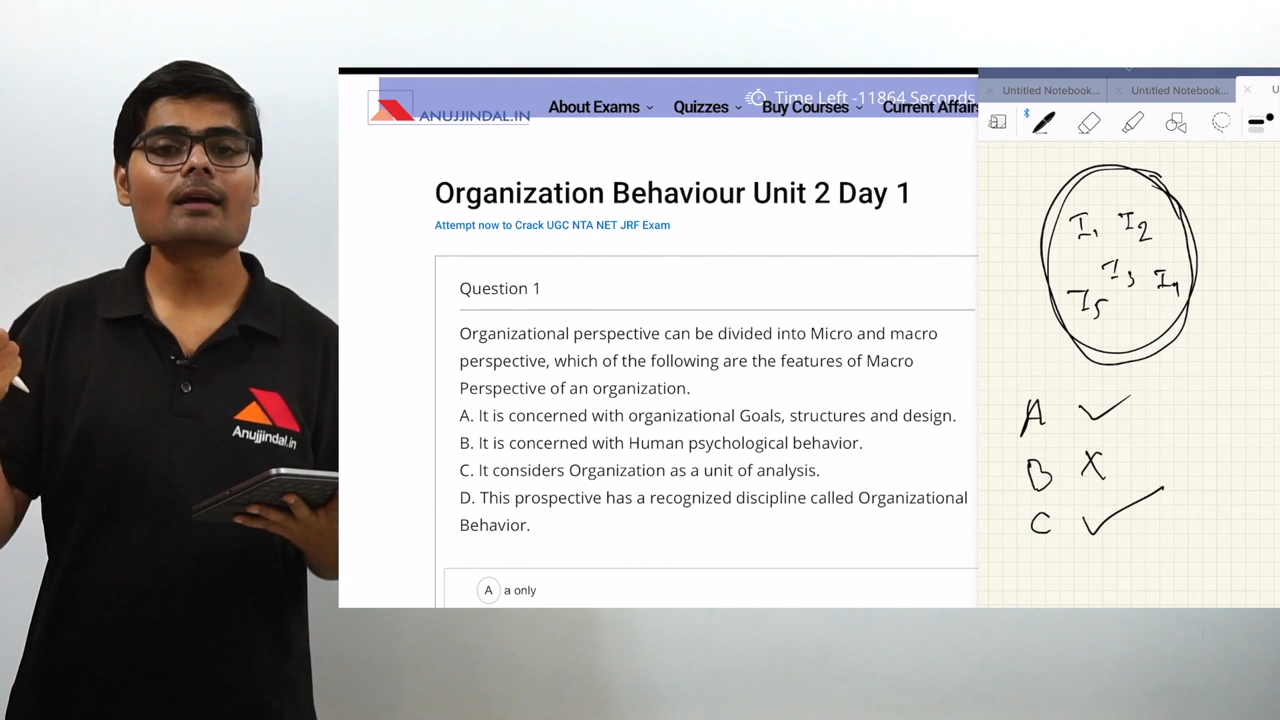 Anujjindal.in
ANUJJINDAL.IN
About Exams
Quizzes
Buy Courses
Current Affairs
Time Left -11864 Seconds
Organization Behaviour Unit 2 Day 1
Attempt now to Crack UGC NTA NET JRF Exam
Question 1
Organizational perspective can be divided into Micro and macro
perspective, which of the following are the features of Macro
Perspective of an organization.
A. It is concerned with organizational Goals, structures and design.
B. It is concerned with Human psychological behavior.
C. It considers Organization as a unit of analysis.
D. This prospective has a recognized discipline called Organizational
Behavior.
A a only
Untitled Notebook...
Untitled Notebook...
U
I1 I2
I3 I4
I5
A ✓
B X
C ✓